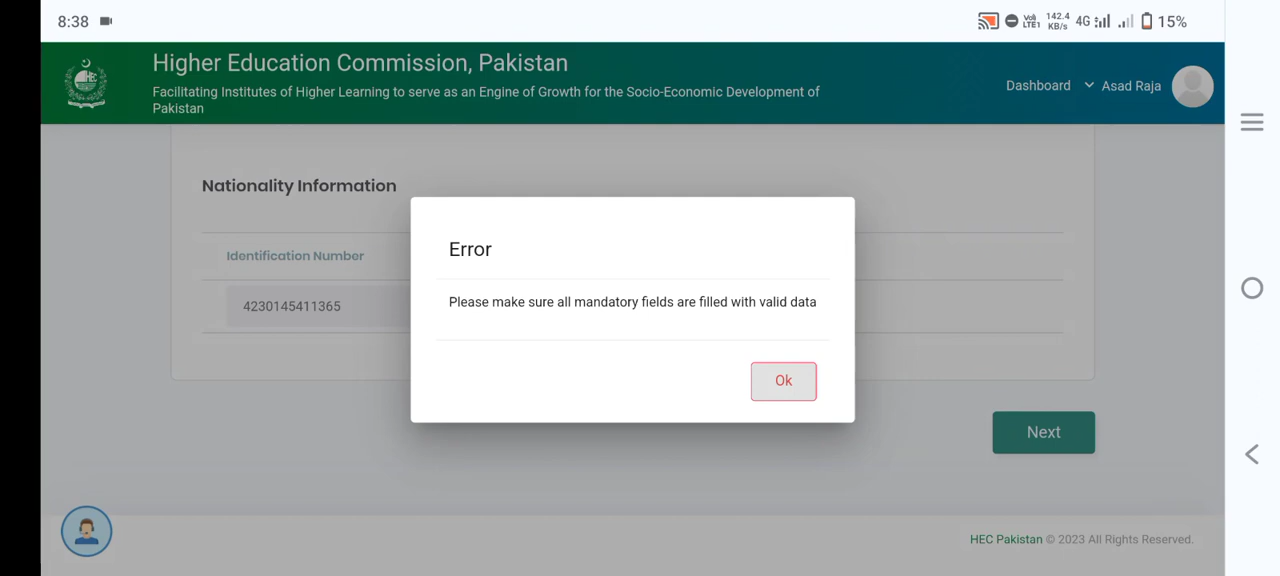 8:38
Vo) LTE1 142.4 KB/s 4G 15%
Higher Education Commission, Pakistan
Facilitating Institutes of Higher Learning to serve as an Engine of Growth for the Socio-Economic Development of
Pakistan
Dashboard Asad Raja
HEC
Nationality Information
Identification Number
4230145411365
Error
Please make sure all mandatory fields are filled with valid data
Ok
Next
HEC Pakistan © 2023 All Rights Reserved.